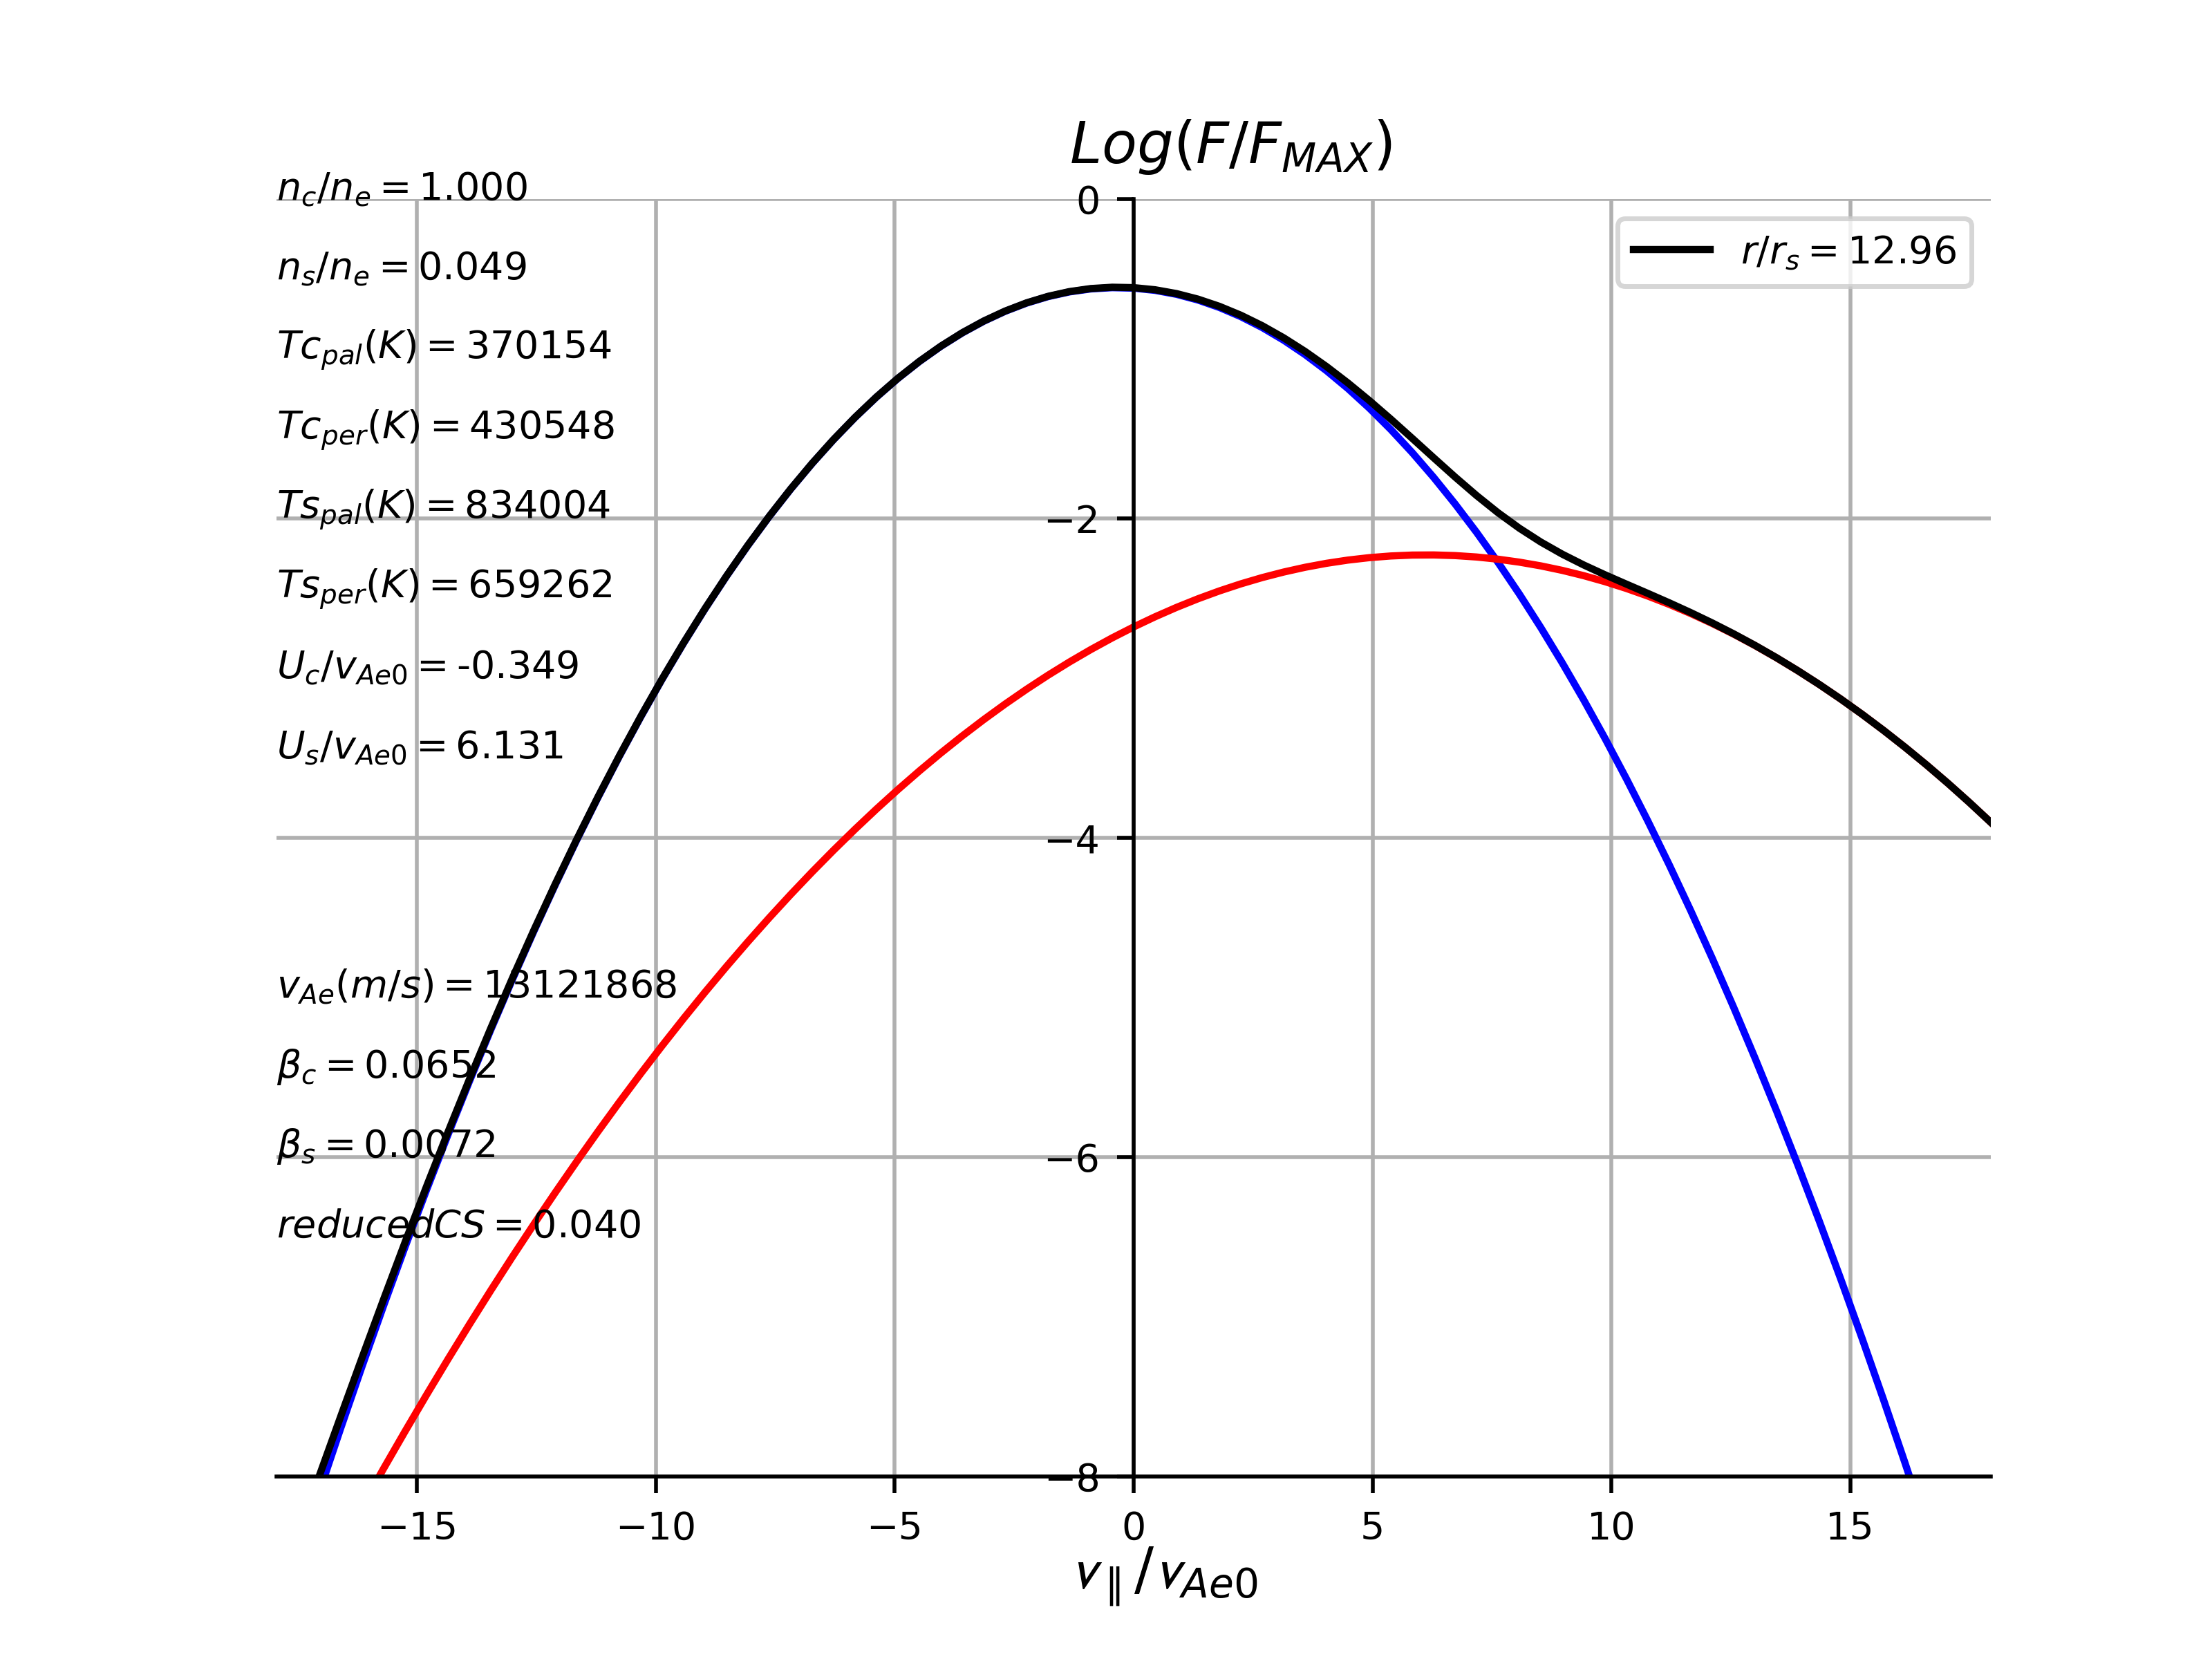 Log(F/F_MAX)
n_c/n_e = 1.000
0
r/r_s = 12.96
n_s/n_e = 0.049
Tc_pal(K) = 370154
Tc_per(K) = 430548
Ts_pal(K) = 834004
−2
Ts_per(K) = 659262
U_c/v_Ae0 = -0.349
U_s/v_Ae0 = 6.131
−4
v_Ae(m/s) = 13121868
β_c = 0.0652
β_s = 0.0072
−6
reducedCS = 0.040
−8
−15 −10 −5 0 5 10 15
v_∥/v_Ae0